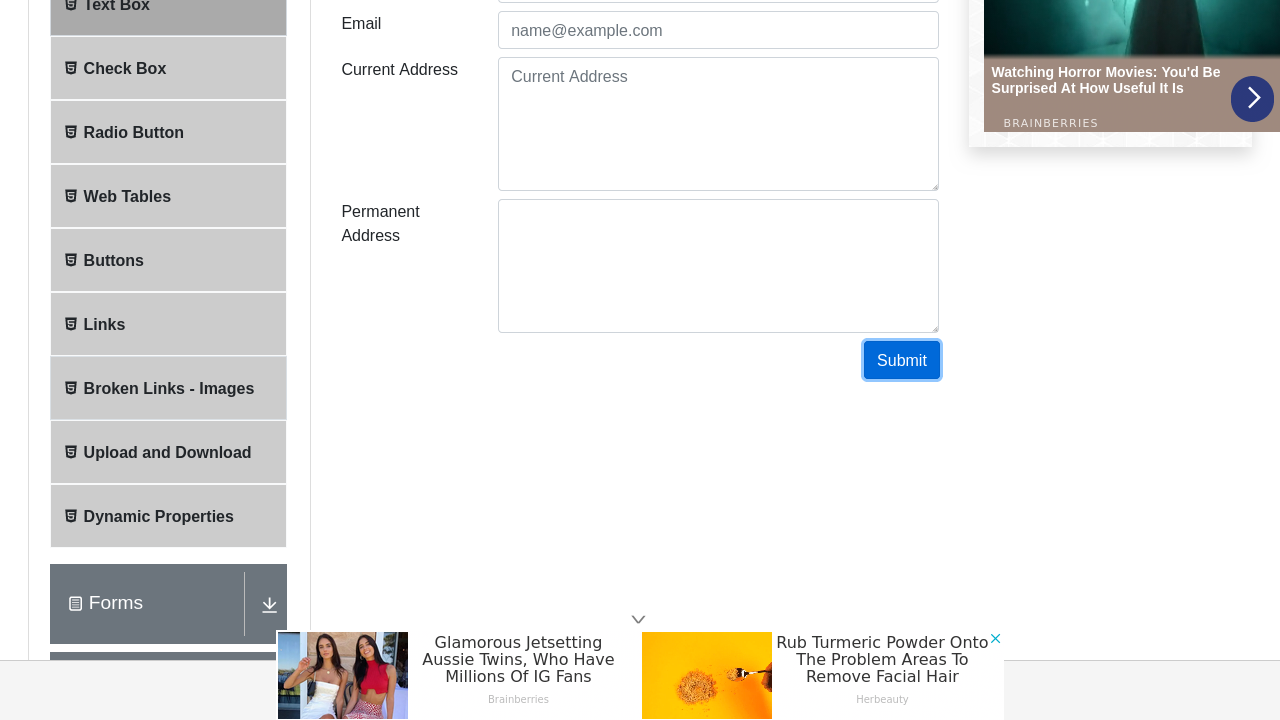 Text Box
Check Box
Radio Button
Web Tables
Buttons
Links
Broken Links - Images
Upload and Download
Dynamic Properties
Forms
Email
name@example.com
Current Address
Current Address
Permanent
Address
Submit
Watching Horror Movies: You'd Be
Surprised At How Useful It Is
BRAINBERRIES
Glamorous Jetsetting
Aussie Twins, Who Have
Millions Of IG Fans
Brainberries
Rub Turmeric Powder Onto
The Problem Areas To
Remove Facial Hair
Herbeauty